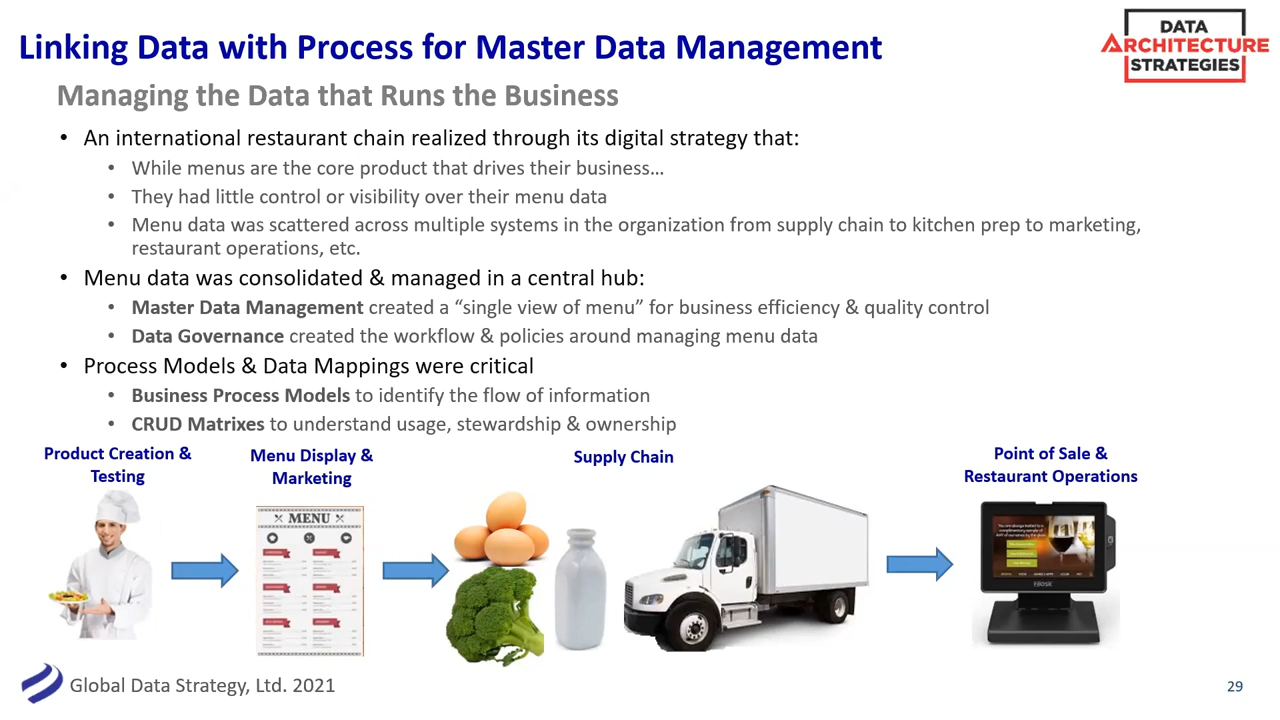 Linking Data with Process for Master Data Management
DATA
ARCHITECTURE
STRATEGIES
Managing the Data that Runs the Business
• An international restaurant chain realized through its digital strategy that:
• While menus are the core product that drives their business…
• They had little control or visibility over their menu data
• Menu data was scattered across multiple systems in the organization from supply chain to kitchen prep to marketing,
restaurant operations, etc.
• Menu data was consolidated & managed in a central hub:
• Master Data Management created a “single view of menu” for business efficiency & quality control
• Data Governance created the workflow & policies around managing menu data
• Process Models & Data Mappings were critical
• Business Process Models to identify the flow of information
• CRUD Matrixes to understand usage, stewardship & ownership
Product Creation &
Testing
Menu Display &
Marketing
Supply Chain
Point of Sale &
Restaurant Operations
MENU
Global Data Strategy, Ltd. 2021
29